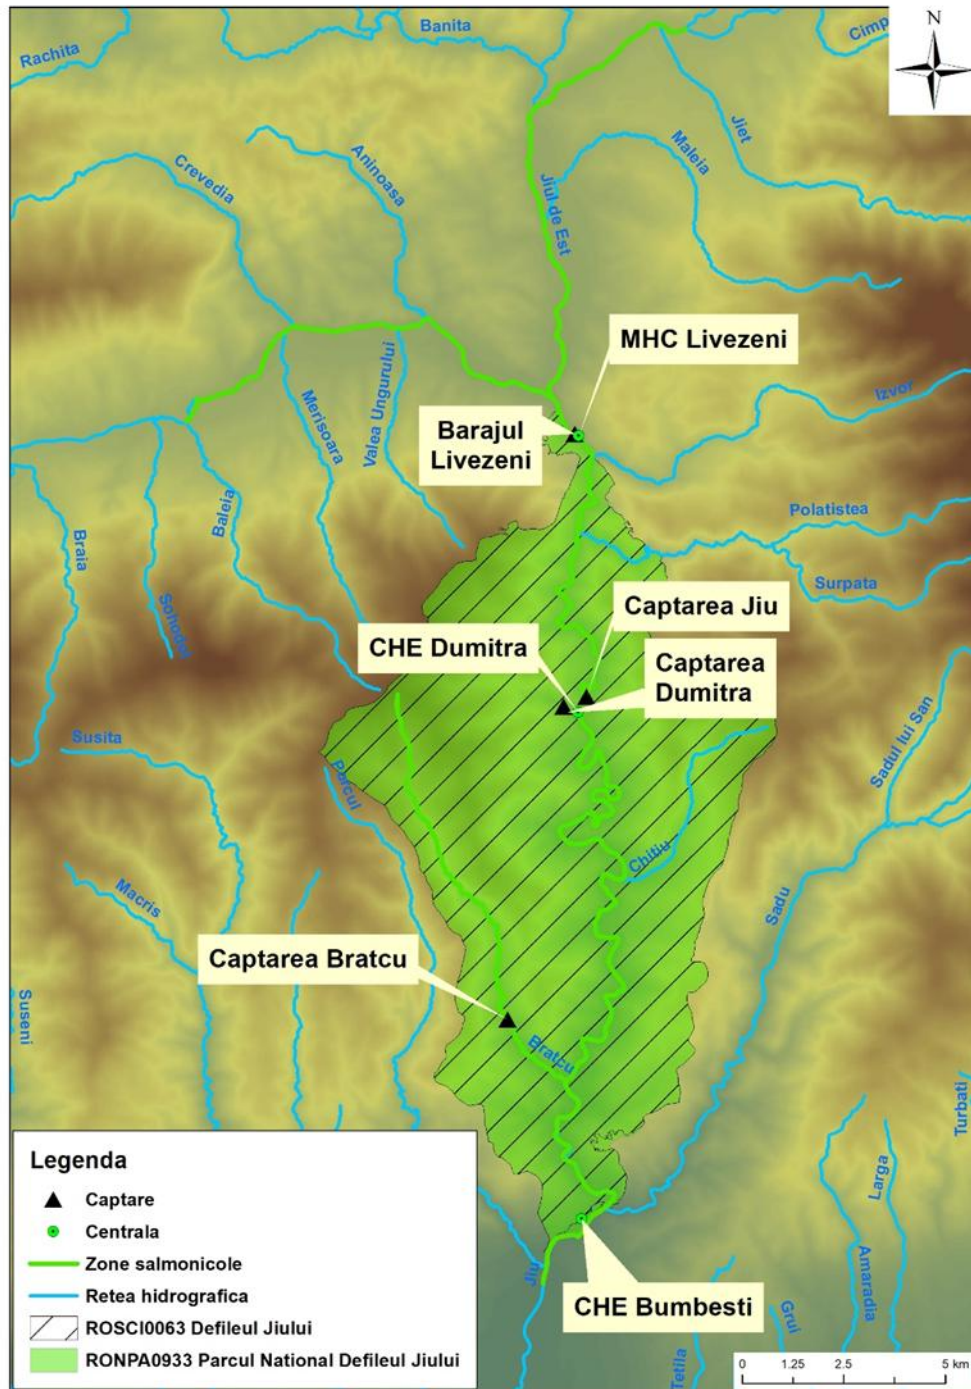 N
Rachita
Banita
Cimp
Jiet
Maleia
Crevedia
Aninoasa
Jiul de Est
MHC Livezeni
Izvor
Merisoara
Valea Ungurului
Barajul
Livezeni
Baleia
Braia
Sohodol
Polatistea
Surpata
Captarea Jiu
CHE Dumitra
Captarea
Dumitra
Sadul lui San
Susita
Porcul
Chitiu
Macris
Sadu
Captarea Bratcu
Suseni
Bratcu
Turbati
Larga
Amaradia
Jiu
CHE Bumbesti
Grui
Tetila
Legenda
Captare
Centrala
Zone salmonicole
Retea hidrografica
ROSCI0063 Defileul Jiului
RONPA0933 Parcul National Defileul Jiului
0 1.25 2.5 5 km